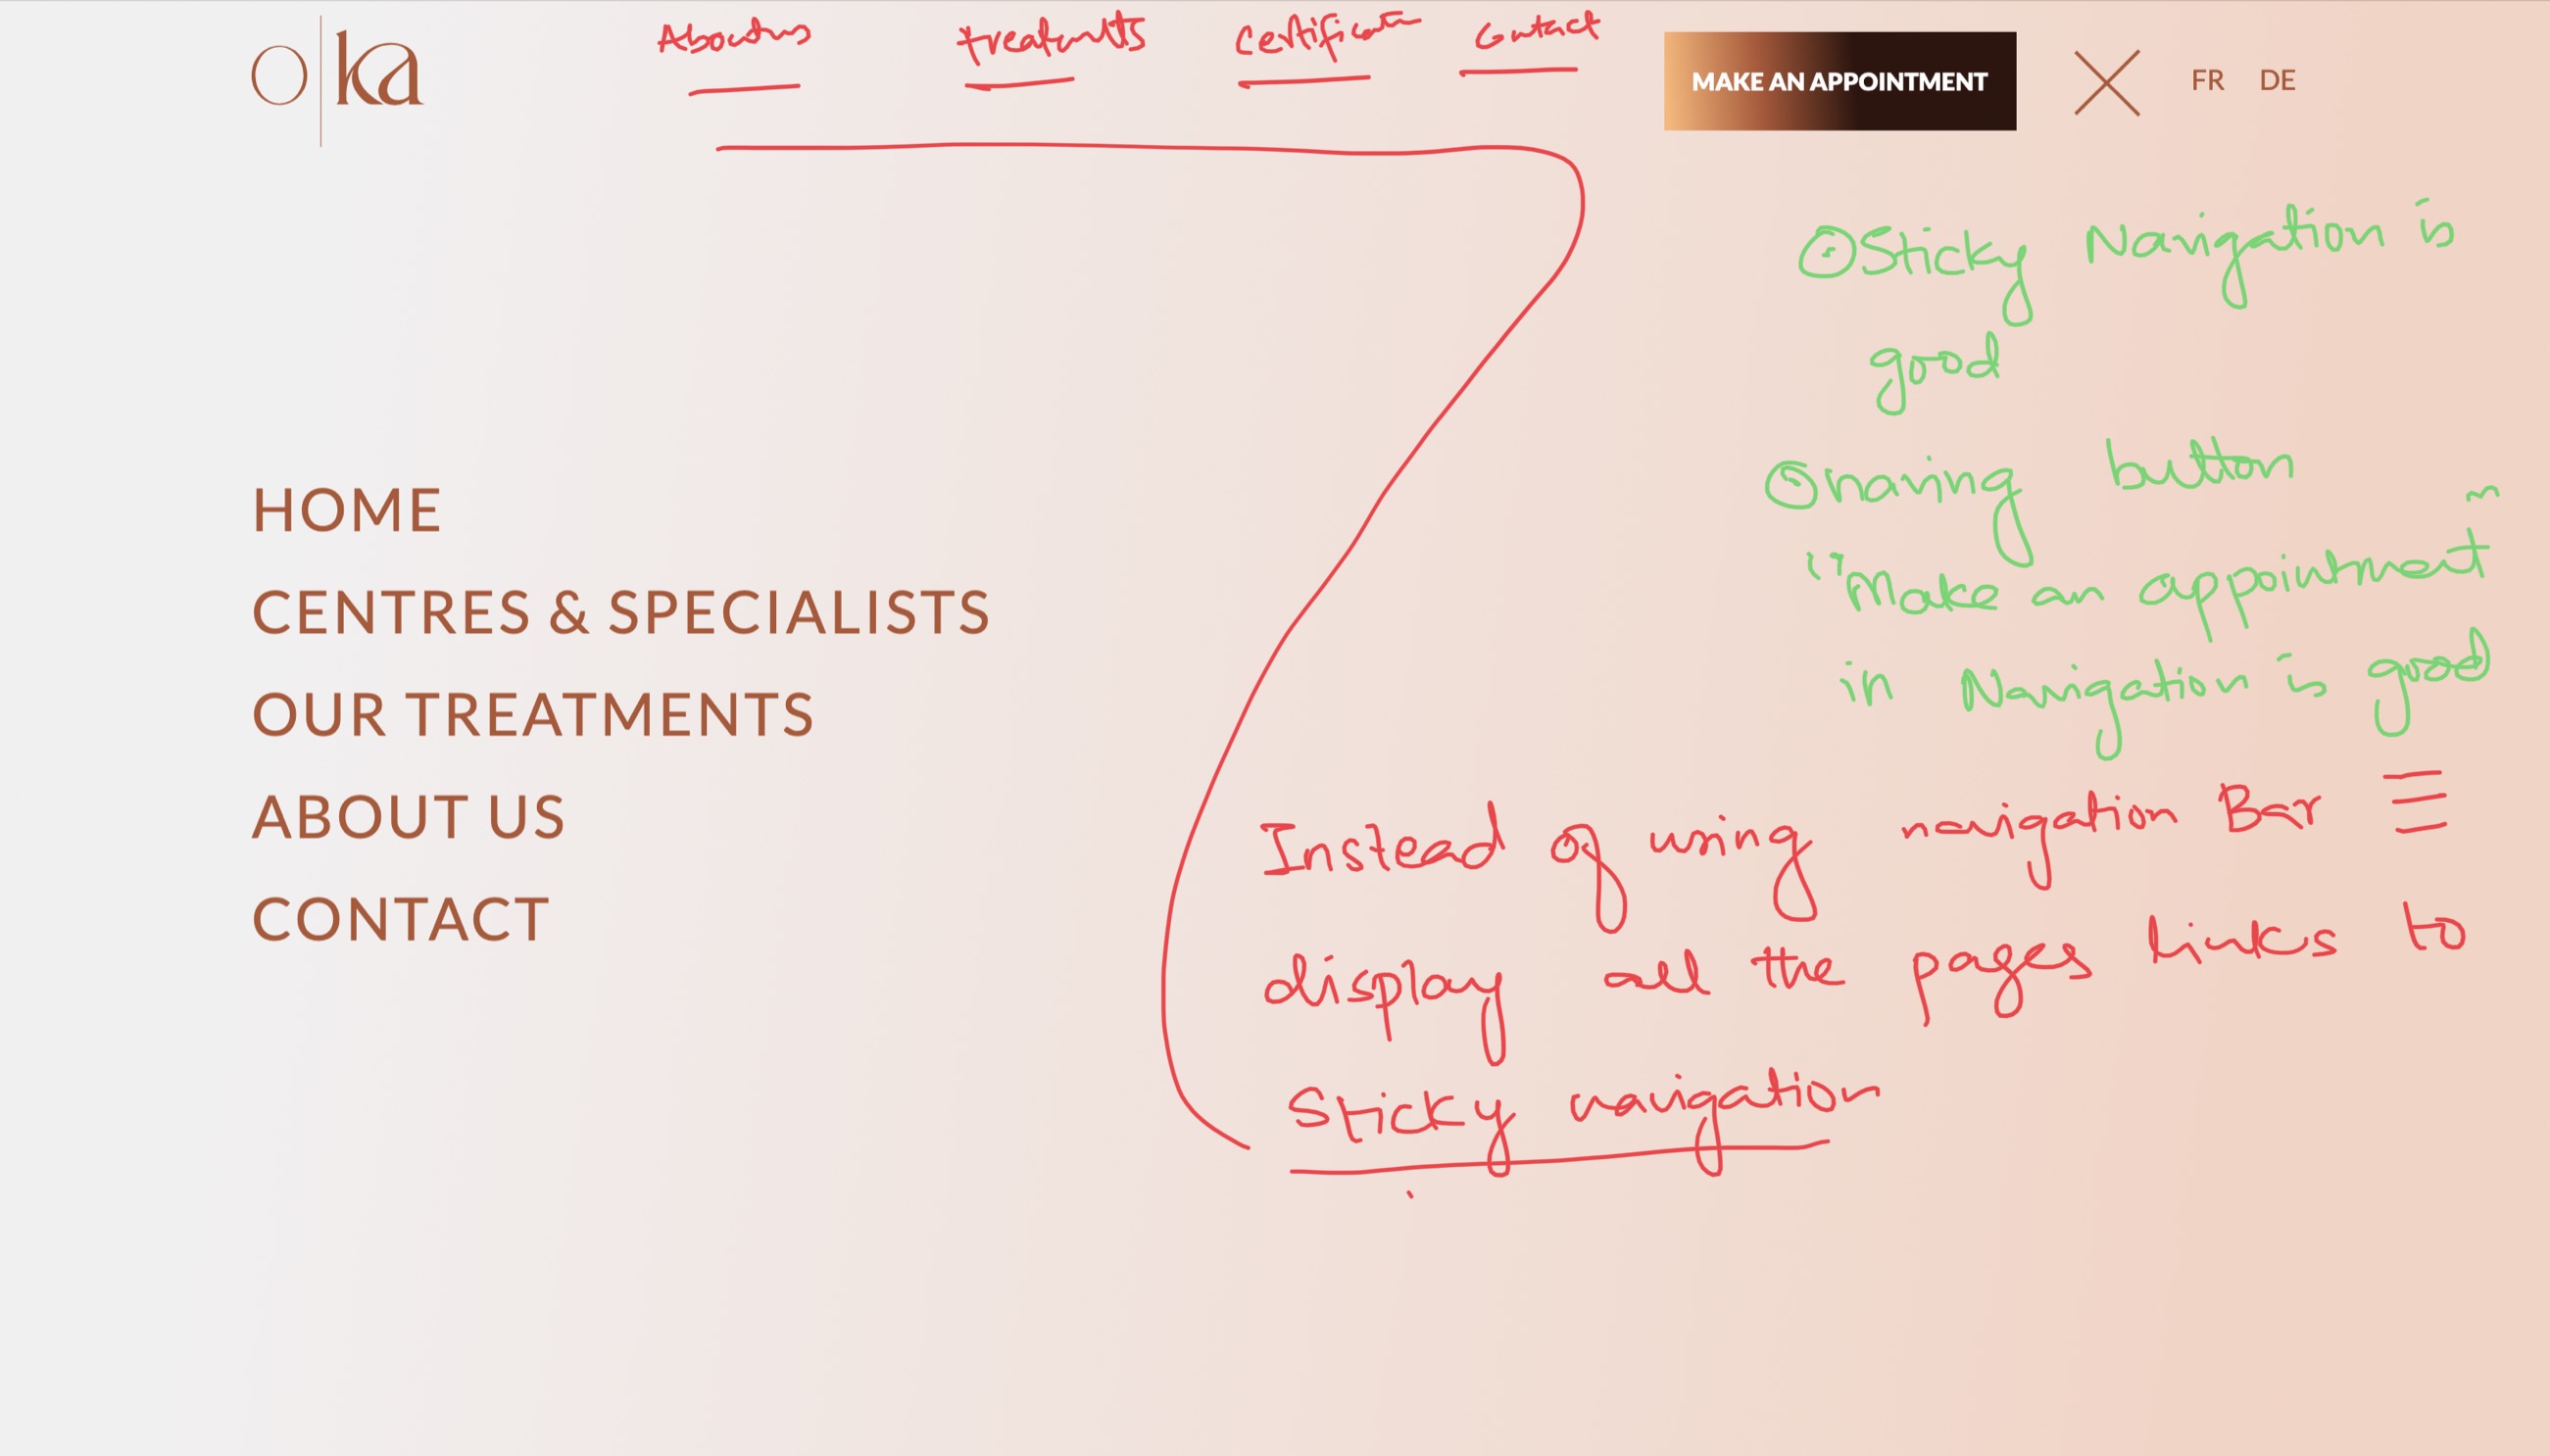 o|ka
About us
treatments
Certificate
Contact
MAKE AN APPOINTMENT
FR DE
Sticky Navigation is
good
having button
"Make an appointment"
in Navigation is good
HOME
CENTRES & SPECIALISTS
OUR TREATMENTS
ABOUT US
CONTACT
Instead of using navigation Bar
display all the pages links to
Sticky navigation